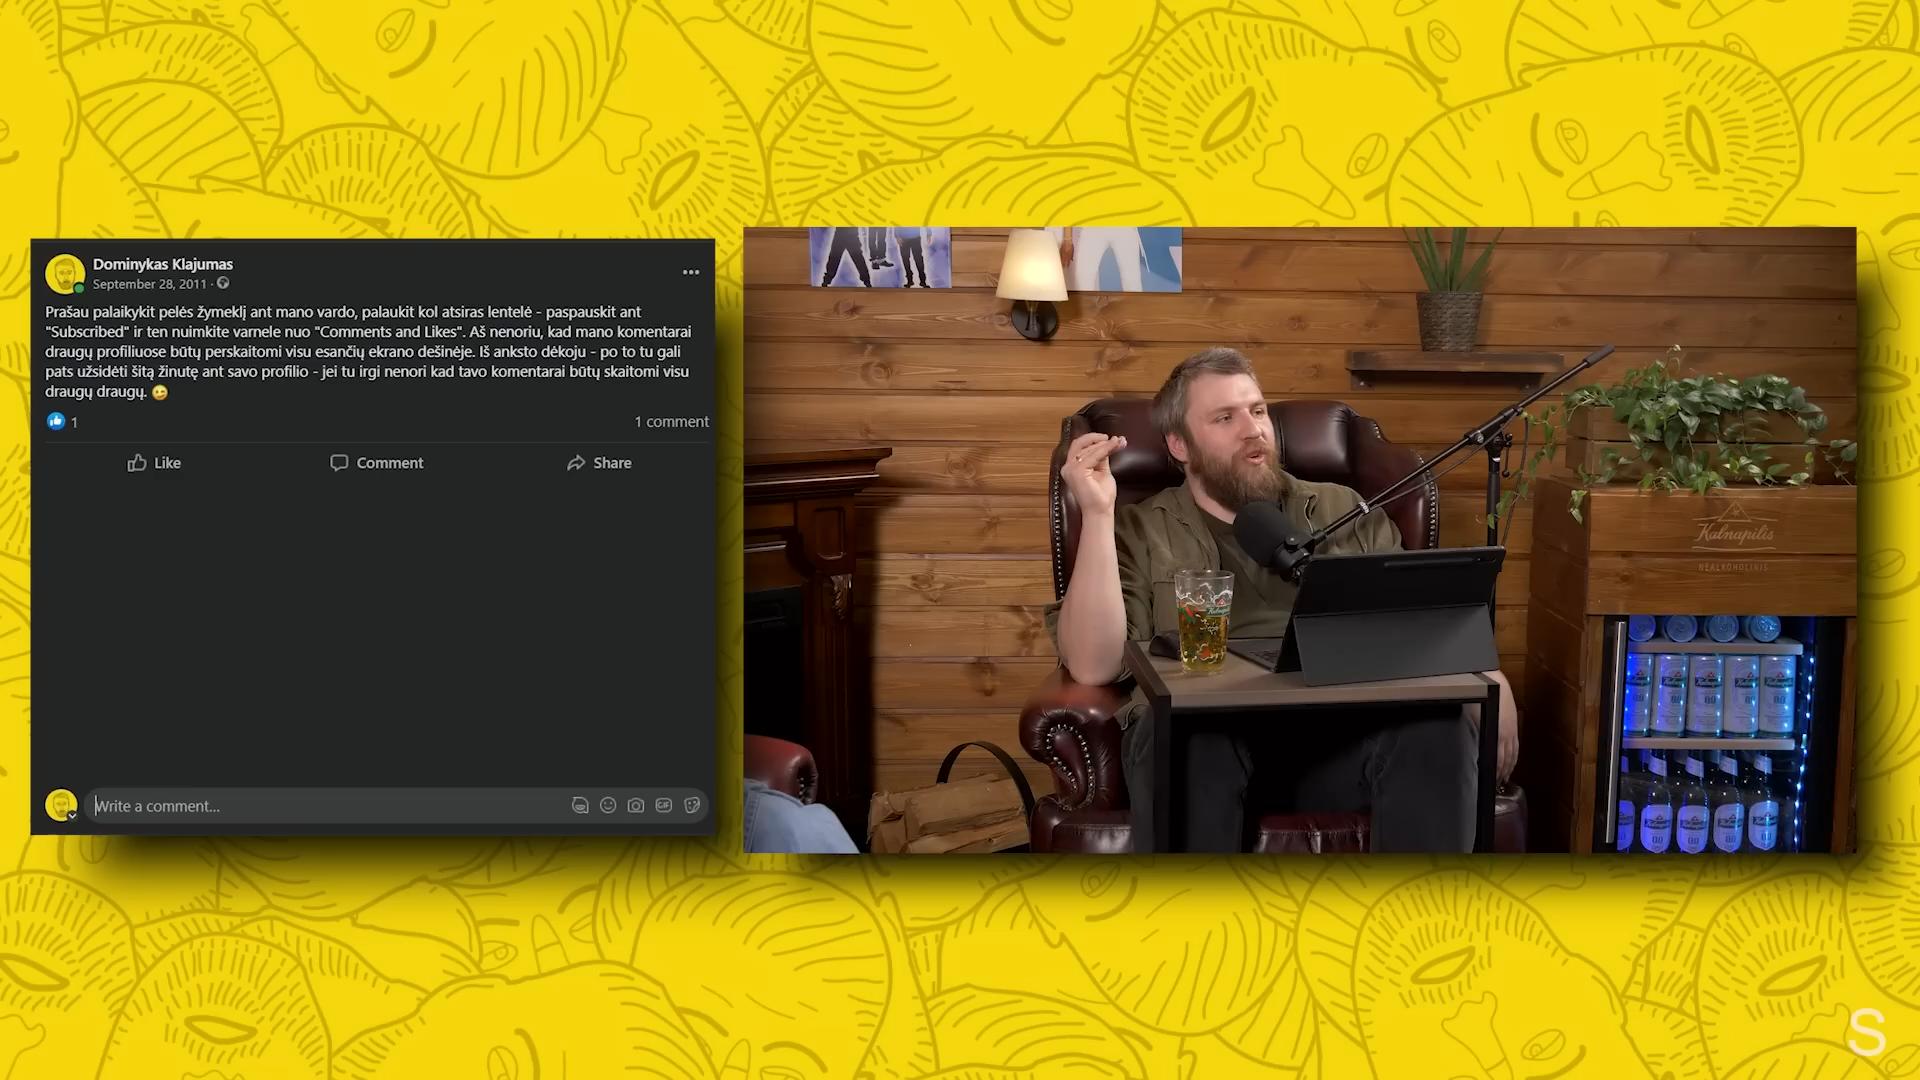 Dominykas Klajumas
September 28, 2011 ·
Prašau palaikykit pelės žymeklį ant mano vardo, palaukit kol atsiras lentelė - paspauskit ant
"Subscribed" ir ten nuimkite varnele nuo "Comments and Likes". Aš nenoriu, kad mano komentarai
draugų profiliuose būtų perskaitomi visu esančių ekrano dešinėje. Iš anksto dėkoju - po to tu gali
pats užsidėti šitą žinutę ant savo profilio - jei tu irgi nenori kad tavo komentarai būtų skaitomi visu
draugų draugų. 😉
1
1 comment
Like
Comment
Share
Write a comment...
GIF
Kalnapilis
NEALKOHOLINIS
S